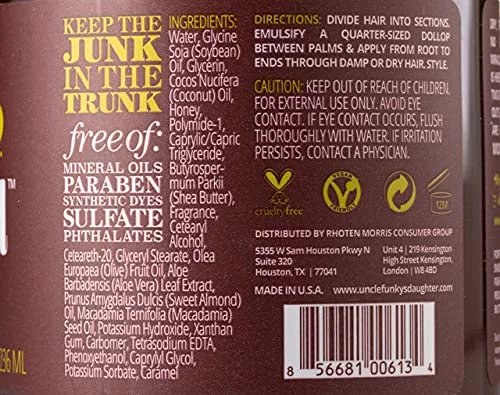 KEEP THE
JUNK
IN THE
TRUNK
free of:
MINERAL OILS
PARABEN
SYNTHETIC DYES
SULFATE
PHTHALATES
INGREDIENTS:
Water, Glycine
Soja (Soybean)
Oil, Glycerin,
Cocos Nucifera
(Coconut) Oil,
Honey,
Polymide-1,
Caprylic/Capric
Triglyceride,
Butyrosper-
mum Parkii
(Shea Butter),
Fragrance,
Cetearyl
Alcohol,
Ceteareth-20, Glyceryl Stearate, Olea
Europaea (Olive) Fruit Oil, Aloe
Barbadensis (Aloe Vera) Leaf Extract,
Prunus Amygdalus Dulcis (Sweet Almond)
Oil, Macadamia Ternifolia (Macadamia)
Seed Oil, Potassium Hydroxide, Xanthan
Gum, Carbomer, Tetrasodium EDTA,
Phenoxyethanol, Caprylyl Glycol,
Potassium Sorbate, Caramel
DIRECTIONS: DIVIDE HAIR INTO SECTIONS.
EMULSIFY A QUARTER-SIZED DOLLOP
BETWEEN PALMS & APPLY FROM ROOT TO
ENDS THROUGH DAMP OR DRY HAIR, STYLE.
CAUTION: KEEP OUT OF REACH OF CHILDREN.
FOR EXTERNAL USE ONLY. AVOID EYE
CONTACT. IF EYE CONTACT OCCURS, FLUSH
THOROUGHLY WITH WATER. IF IRRITATION
PERSISTS, CONTACT A PHYSICIAN.
cruelty free
VEGAN
FRIENDLY
12M
DISTRIBUTED BY RHOTEN MORRIS CONSUMER GROUP
5355 W Sam Houston Pkwy N
Suite 320
Houston, TX | 77041
Unit 4 | 219 Kensington
High Street Kensington,
London | W8 4BD
MADE IN U.S.A.
www.unclefunkysdaughter.com
8 56681 00613 4
236 ML
TM